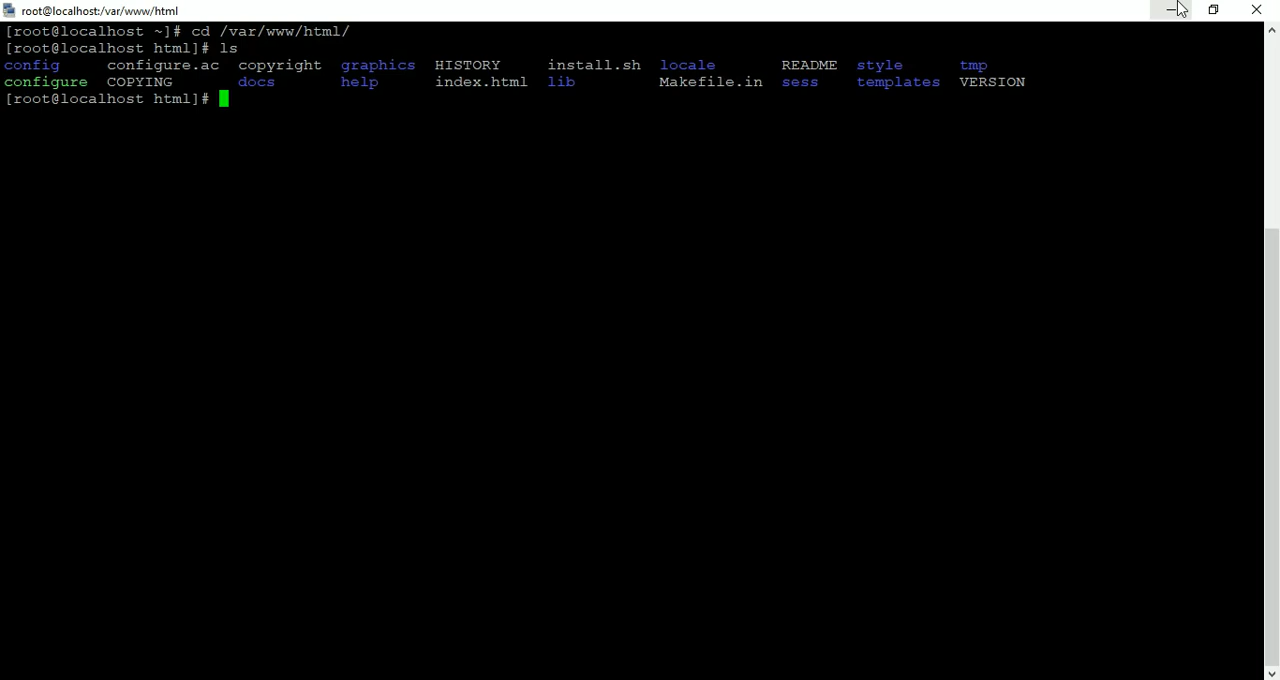 root@localhost:/var/www/html
[root@localhost ~]# cd /var/www/html/
[root@localhost html]# ls
config     configure.ac  copyright  graphics  HISTORY     install.sh  locale       README  style      tmp
configure  COPYING       docs       help      index.html  lib         Makefile.in  sess    templates  VERSION
[root@localhost html]#